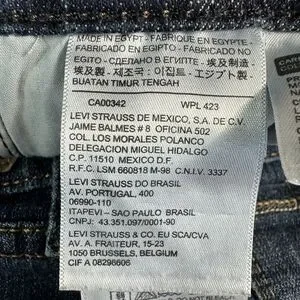 MADE IN EGYPT - FABRIQUE EN EGYPTE -
FABRICADO EN EGIPTO - FABRICADO NO
EGITO - СДЕЛАНО В ЕГИПТЕ - 埃及制
造 - 埃及製 - 제조국 : 이집트 - エジプト製
BUATAN TIMUR TENGAH
CA00342 WPL 423
LEVI STRAUSS DE MEXICO, S.A. DE C.V.
JAIME BALMES # 8 OFICINA 502
COL. LOS MORALES POLANCO
DELEGACION MIGUEL HIDALGO
C.P. 11510 MEXICO D.F.
R.F.C. LSM 660818 M-98 C.N.I.V. 3337
LEVI STRAUSS DO BRASIL
AV. PORTUGAL, 400
06990-110
ITAPEVI – SAO PAULO BRASIL
CNPJ: 43.351.097/0001-90
LEVI STRAUSS & CO. EU SCA/CVA
AV. A. FRAITEUR, 15-23
1050 BRUSSELS, BELGIUM
CIF A 08298606